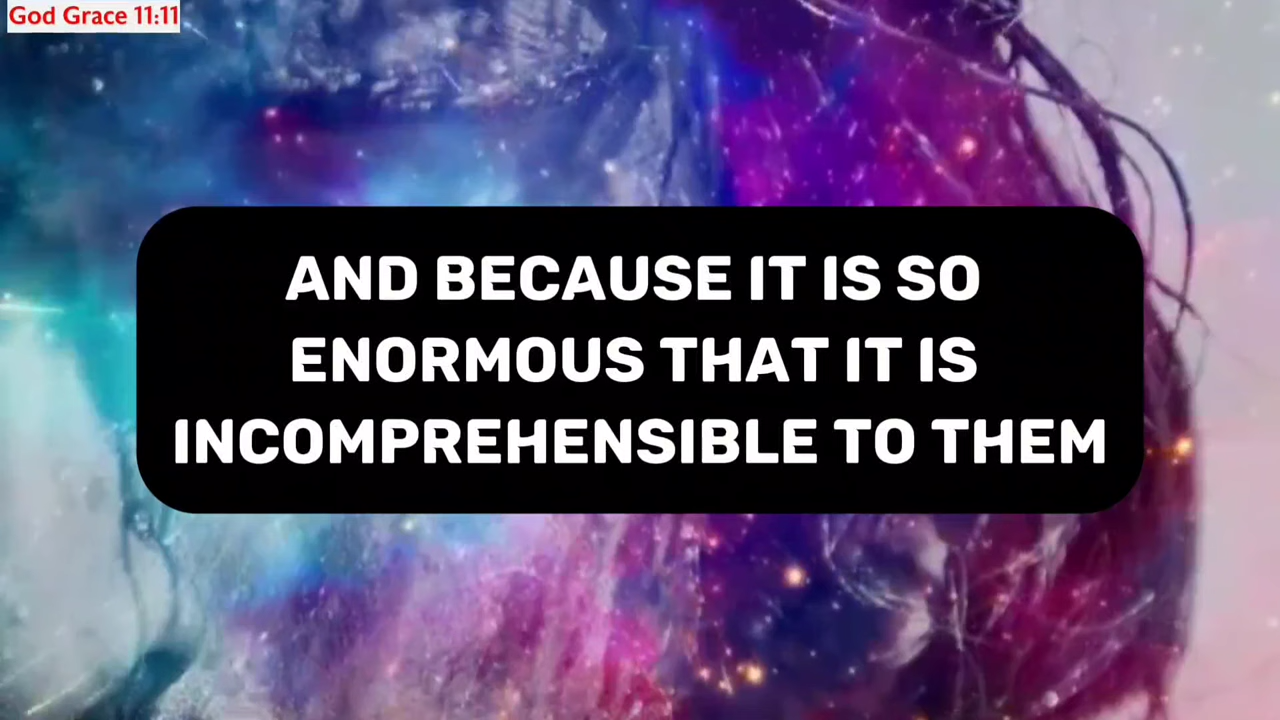 God Grace 11:11
AND BECAUSE IT IS SO
ENORMOUS THAT IT IS
INCOMPREHENSIBLE TO THEM